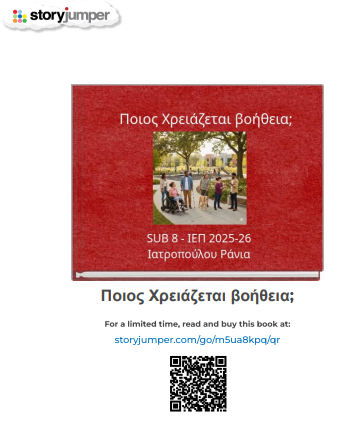 storyjumper
Ποιος Χρειάζεται βοήθεια;
SUB 8 - ΙΕΠ 2025-26
Ιατροπούλου Ράνια
Ποιος Χρειάζεται βοήθεια;
For a limited time, read and buy this book at:
storyjumper.com/go/m5ua8kpq/qr